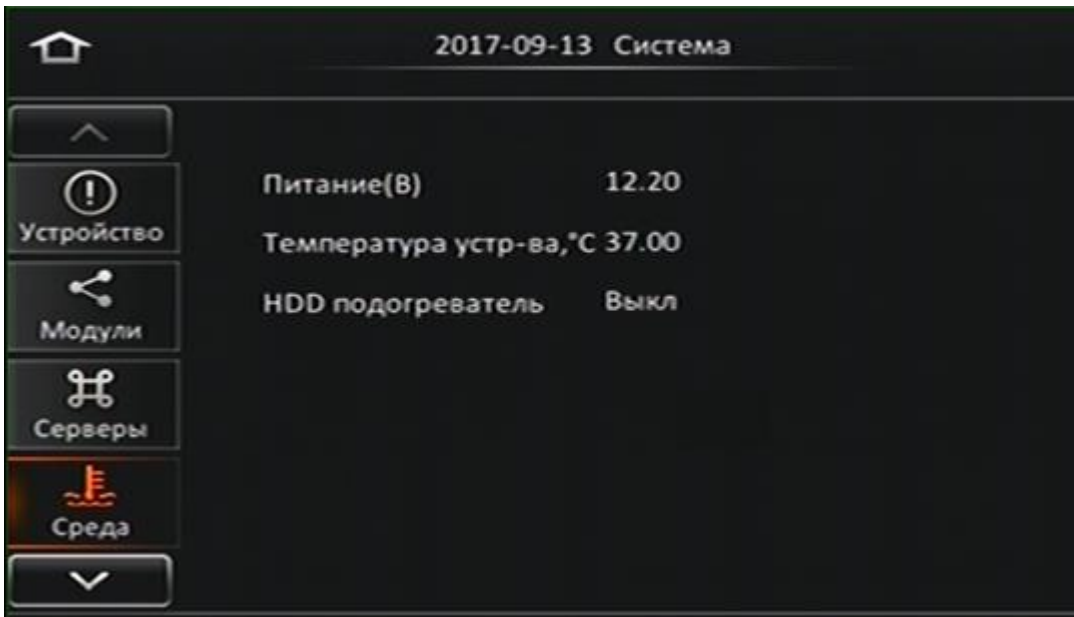 2017-09-13 Система
Устройство
Модули
Серверы
Среда
Питание(В) 12.20
Температура устр-ва,°C 37.00
HDD подогреватель Выкл